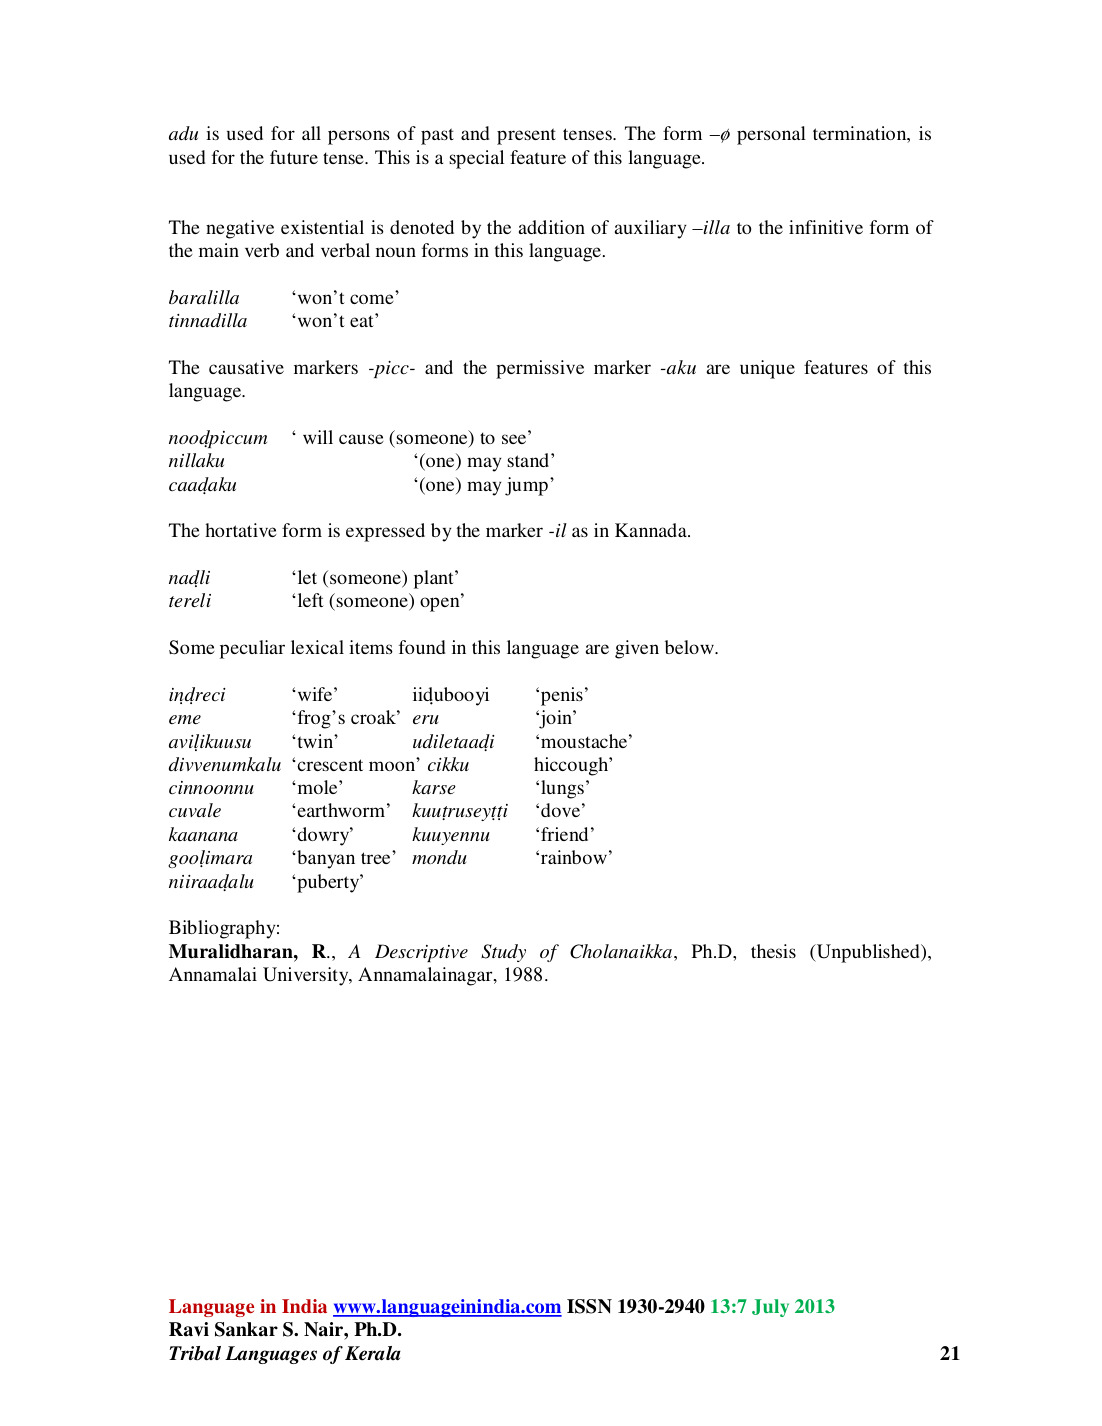 adu is used for all persons of past and present tenses. The form –ø personal termination, is
used for the future tense. This is a special feature of this language.
The negative existential is denoted by the addition of auxiliary –illa to the infinitive form of
the main verb and verbal noun forms in this language.
baralilla ‘won’t come’
tinnadilla ‘won’t eat’
The causative markers -picc- and the permissive marker -aku are unique features of this
language.
nooḍpiccum ‘ will cause (someone) to see’
nillaku ‘(one) may stand’
caaḍaku ‘(one) may jump’
The hortative form is expressed by the marker -il as in Kannada.
naḍli ‘let (someone) plant’
tereli ‘left (someone) open’
Some peculiar lexical items found in this language are given below.
iṇḍreci ‘wife’ iiḍubooyi ‘penis’
eme ‘frog’s croak’ eru ‘join’
aviḷikuusu ‘twin’ udiletaaḍi ‘moustache’
divvenumkalu ‘crescent moon’ cikku hiccough’
cinnoonnu ‘mole’ karse ‘lungs’
cuvale ‘earthworm’ kuuṭruseyṭṭi ‘dove’
kaanana ‘dowry’ kuuyennu ‘friend’
gooḷimara ‘banyan tree’ mondu ‘rainbow’
niiraaḍalu ‘puberty’
Bibliography:
Muralidharan, R., A Descriptive Study of Cholanaikka, Ph.D, thesis (Unpublished),
Annamalai University, Annamalainagar, 1988.
Language in India www.languageinindia.com ISSN 1930-2940 13:7 July 2013
Ravi Sankar S. Nair, Ph.D.
Tribal Languages of Kerala 21